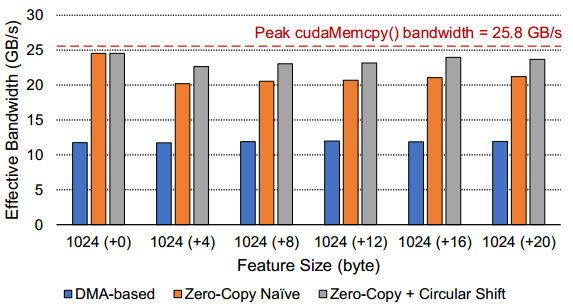 Peak cudaMemcpy() bandwidth = 25.8 GB/s
Effective Bandwidth (GB/s)
30
25
20
15
10
5
0
1024 (+0) 1024 (+4) 1024 (+8) 1024 (+12) 1024 (+16) 1024 (+20)
Feature Size (byte)
DMA-based Zero-Copy Naïve Zero-Copy + Circular Shift